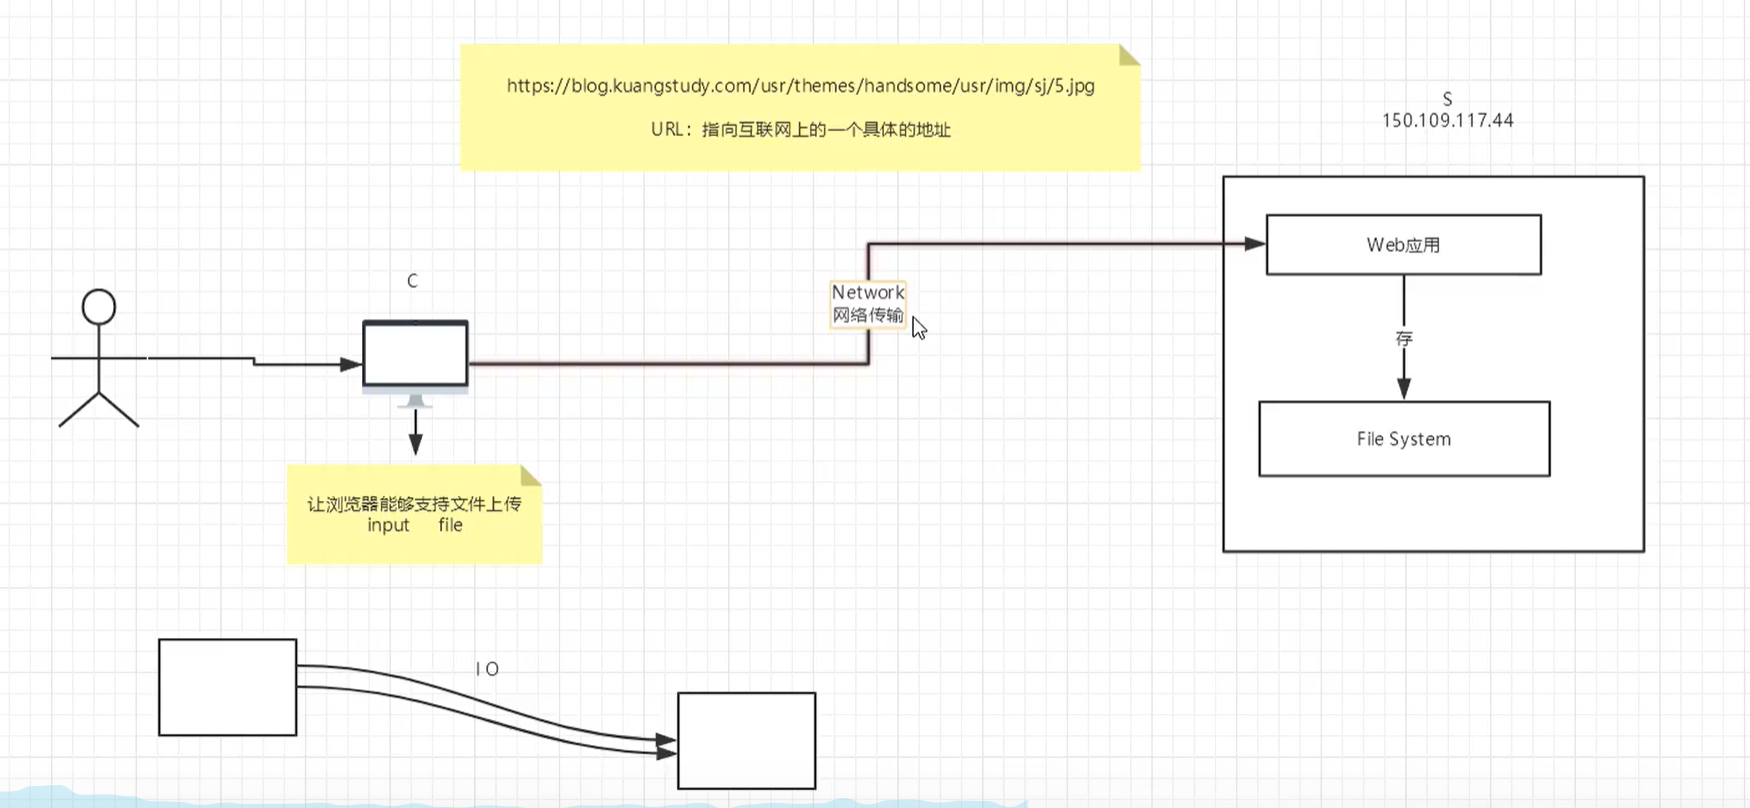 https://blog.kuangstudy.com/usr/themes/handsome/usr/img/sj/5.jpg
URL：指向互联网上的一个具体的地址
S
150.109.117.44
Web应用
C
Network
网络传输
存
File System
让浏览器能够支持文件上传
input file
I O